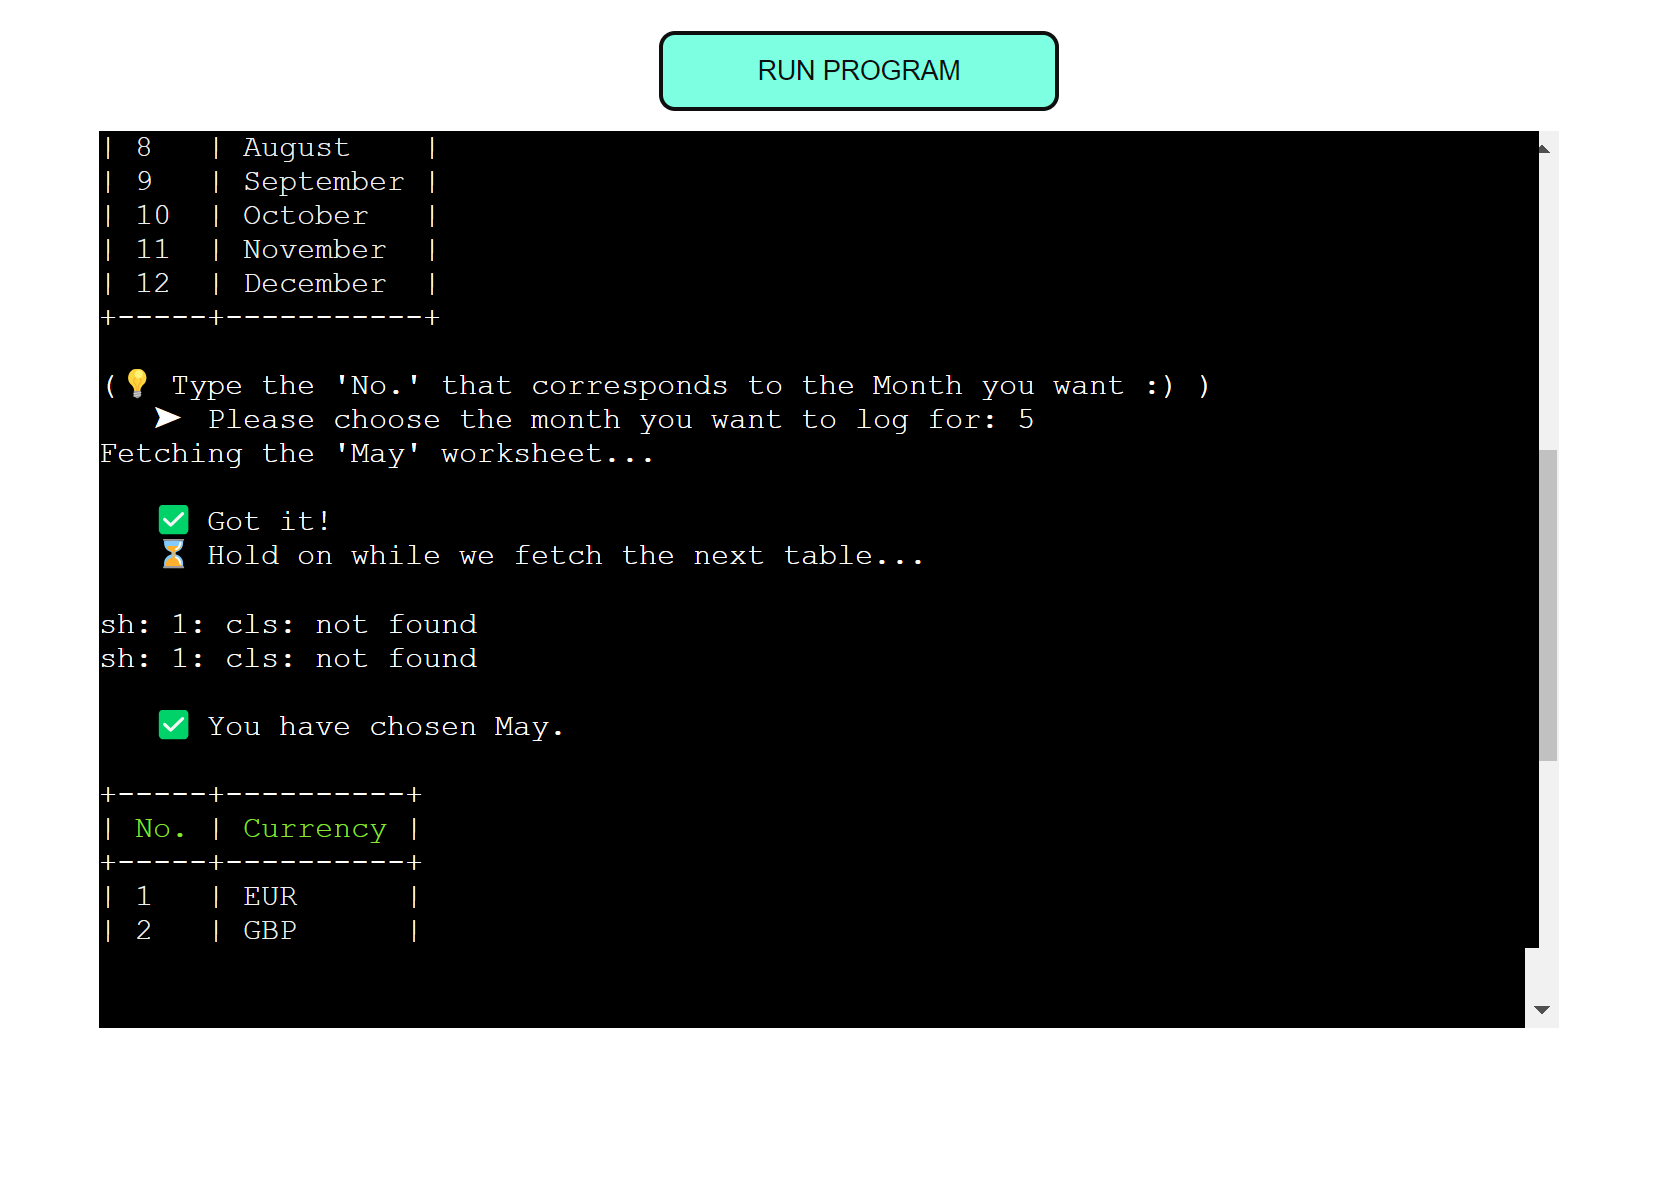 RUN PROGRAM
| 8   | August    |
| 9   | September |
| 10  | October   |
| 11  | November  |
| 12  | December  |
+-----+-----------+
(💡 Type the 'No.' that corresponds to the Month you want :) )
➤ Please choose the month you want to log for: 5
Fetching the 'May' worksheet...
✅ Got it!
⏳ Hold on while we fetch the next table...
sh: 1: cls: not found
sh: 1: cls: not found
✅ You have chosen May.
+-----+----------+
| No. | Currency |
+-----+----------+
| 1   | EUR      |
| 2   | GBP      |